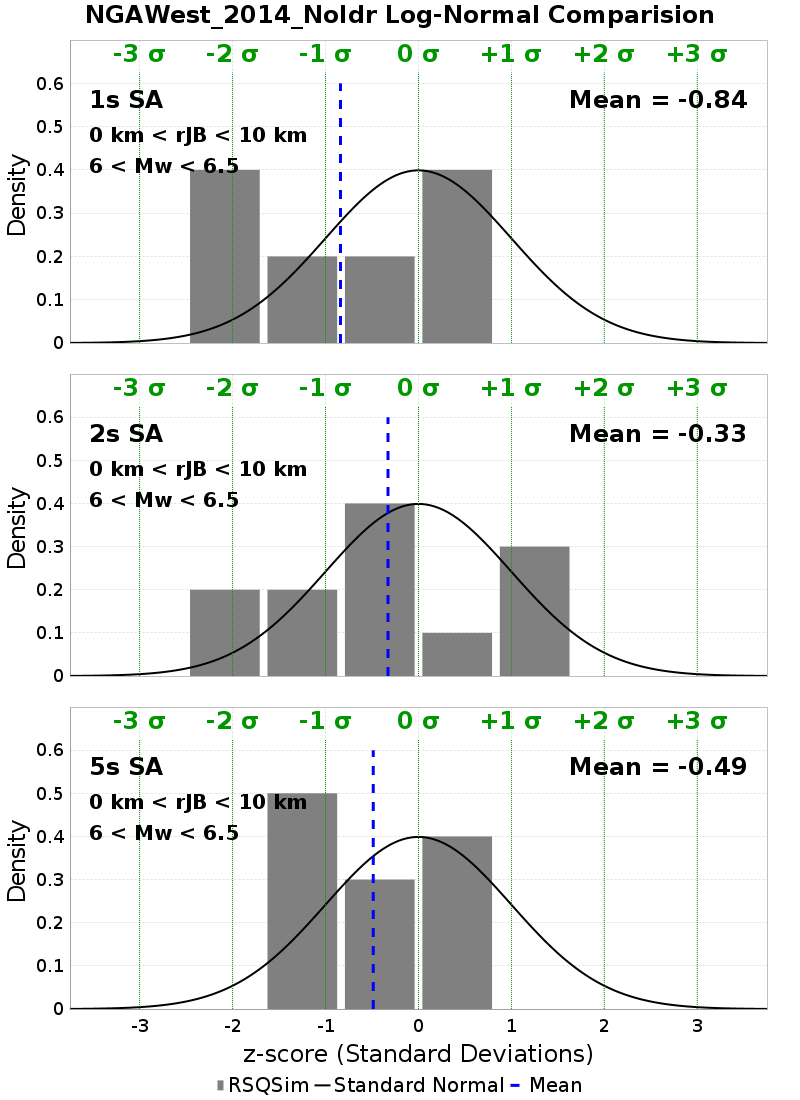 NGAWest_2014_NoIdr Log-Normal Comparision
-3 σ -2 σ -1 σ 0 σ +1 σ +2 σ +3 σ
0.6
1s SA Mean = -0.84
0.5
0 km < rJB < 10 km
6 < Mw < 6.5
0.4
Density
0.3
0.2
0.1
0
-3 σ -2 σ -1 σ 0 σ +1 σ +2 σ +3 σ
0.6
2s SA Mean = -0.33
0.5
0 km < rJB < 10 km
6 < Mw < 6.5
0.4
Density
0.3
0.2
0.1
0
-3 σ -2 σ -1 σ 0 σ +1 σ +2 σ +3 σ
0.6
5s SA Mean = -0.49
0.5
0 km < rJB < 10 km
6 < Mw < 6.5
0.4
Density
0.3
0.2
0.1
0
-3 -2 -1 0 1 2 3
z-score (Standard Deviations)
RSQSim Standard Normal Mean